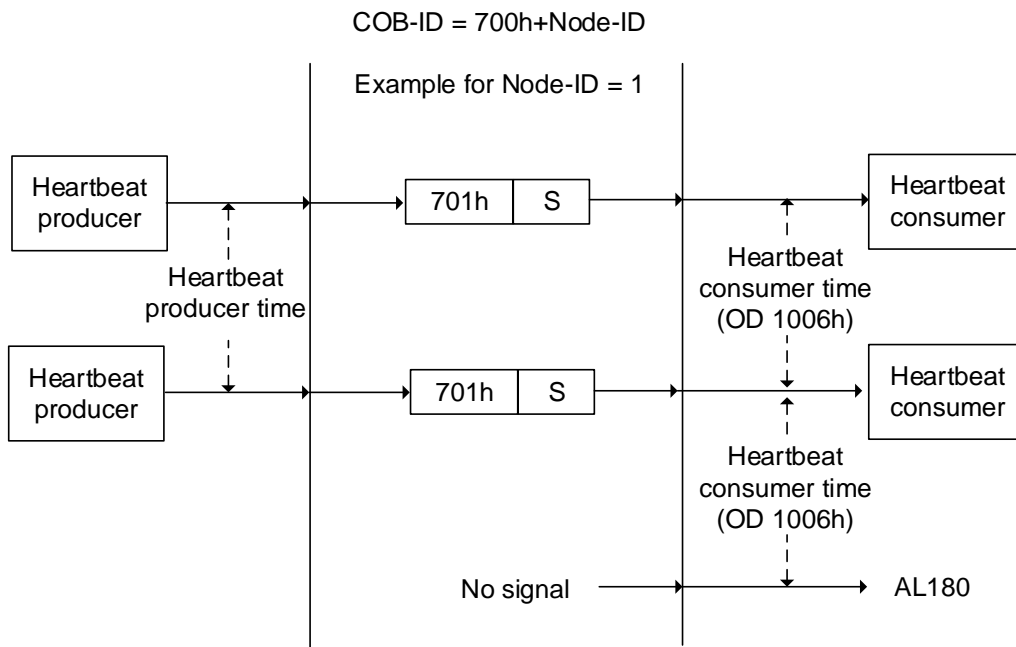 COB-ID = 700h+Node-ID
Example for Node-ID = 1
Heartbeat
producer
701h
S
Heartbeat
consumer
Heartbeat
producer time
Heartbeat
consumer time
(OD 1006h)
Heartbeat
producer
701h
S
Heartbeat
consumer
Heartbeat
consumer time
(OD 1006h)
No signal
AL180